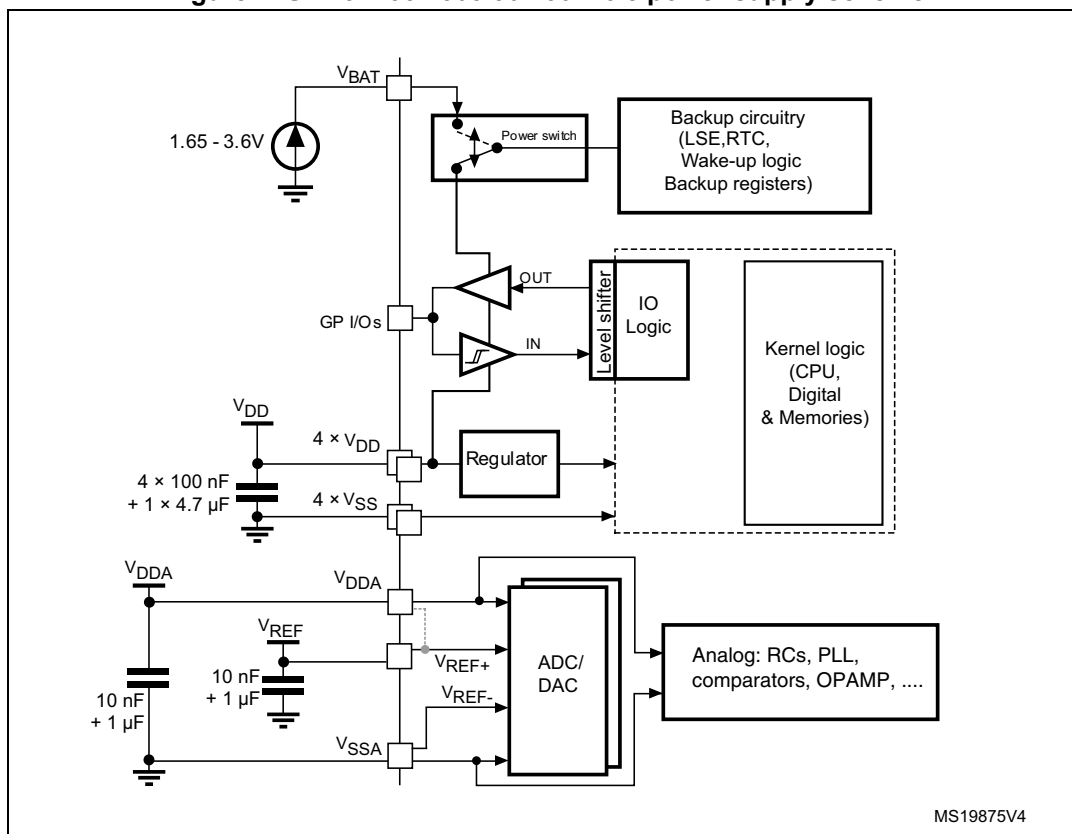 VBAT
1.65 - 3.6V
Power switch
Backup circuitry
(LSE,RTC,
Wake-up logic
Backup registers)
OUT
GP I/Os
IN
Level shifter
IO
Logic
Kernel logic
(CPU,
Digital
& Memories)
VDD
4 × VDD
Regulator
4 × 100 nF
+ 1 × 4.7 µF
4 × VSS
VDDA
VDDA
VREF
VREF+
10 nF
+ 1 µF
10 nF
+ 1 µF
VREF-
ADC/
DAC
Analog: RCs, PLL,
comparators, OPAMP, ....
VSSA
MS19875V4